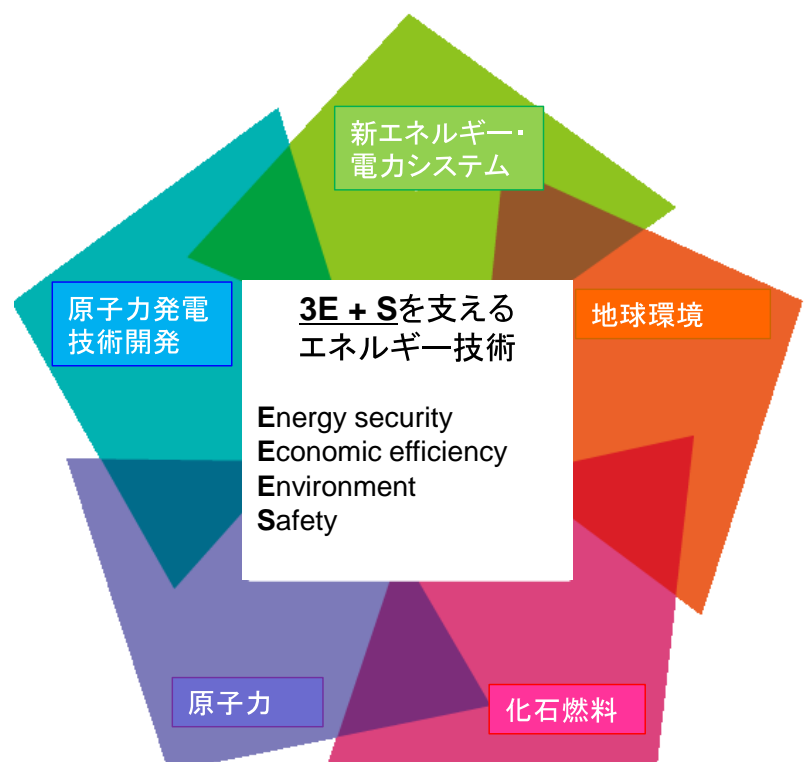 新エネルギー・
電力システム
原子力発電
技術開発
3E + Sを支える
エネルギー技術
地球環境
Energy security
Economic efficiency
Environment
Safety
原子力
化石燃料